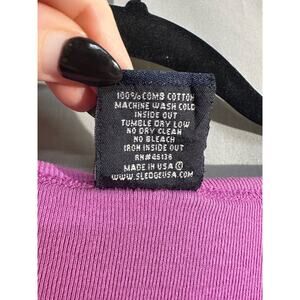 100% COMB COTTON
MACHINE WASH COLD
INSIDE OUT
TUMBLE DRY LOW
NO DRY CLEAN
NO BLEACH
IRON INSIDE OUT
RN#45136
MADE IN USA ©
WWW.SLEDGEUSA.COM